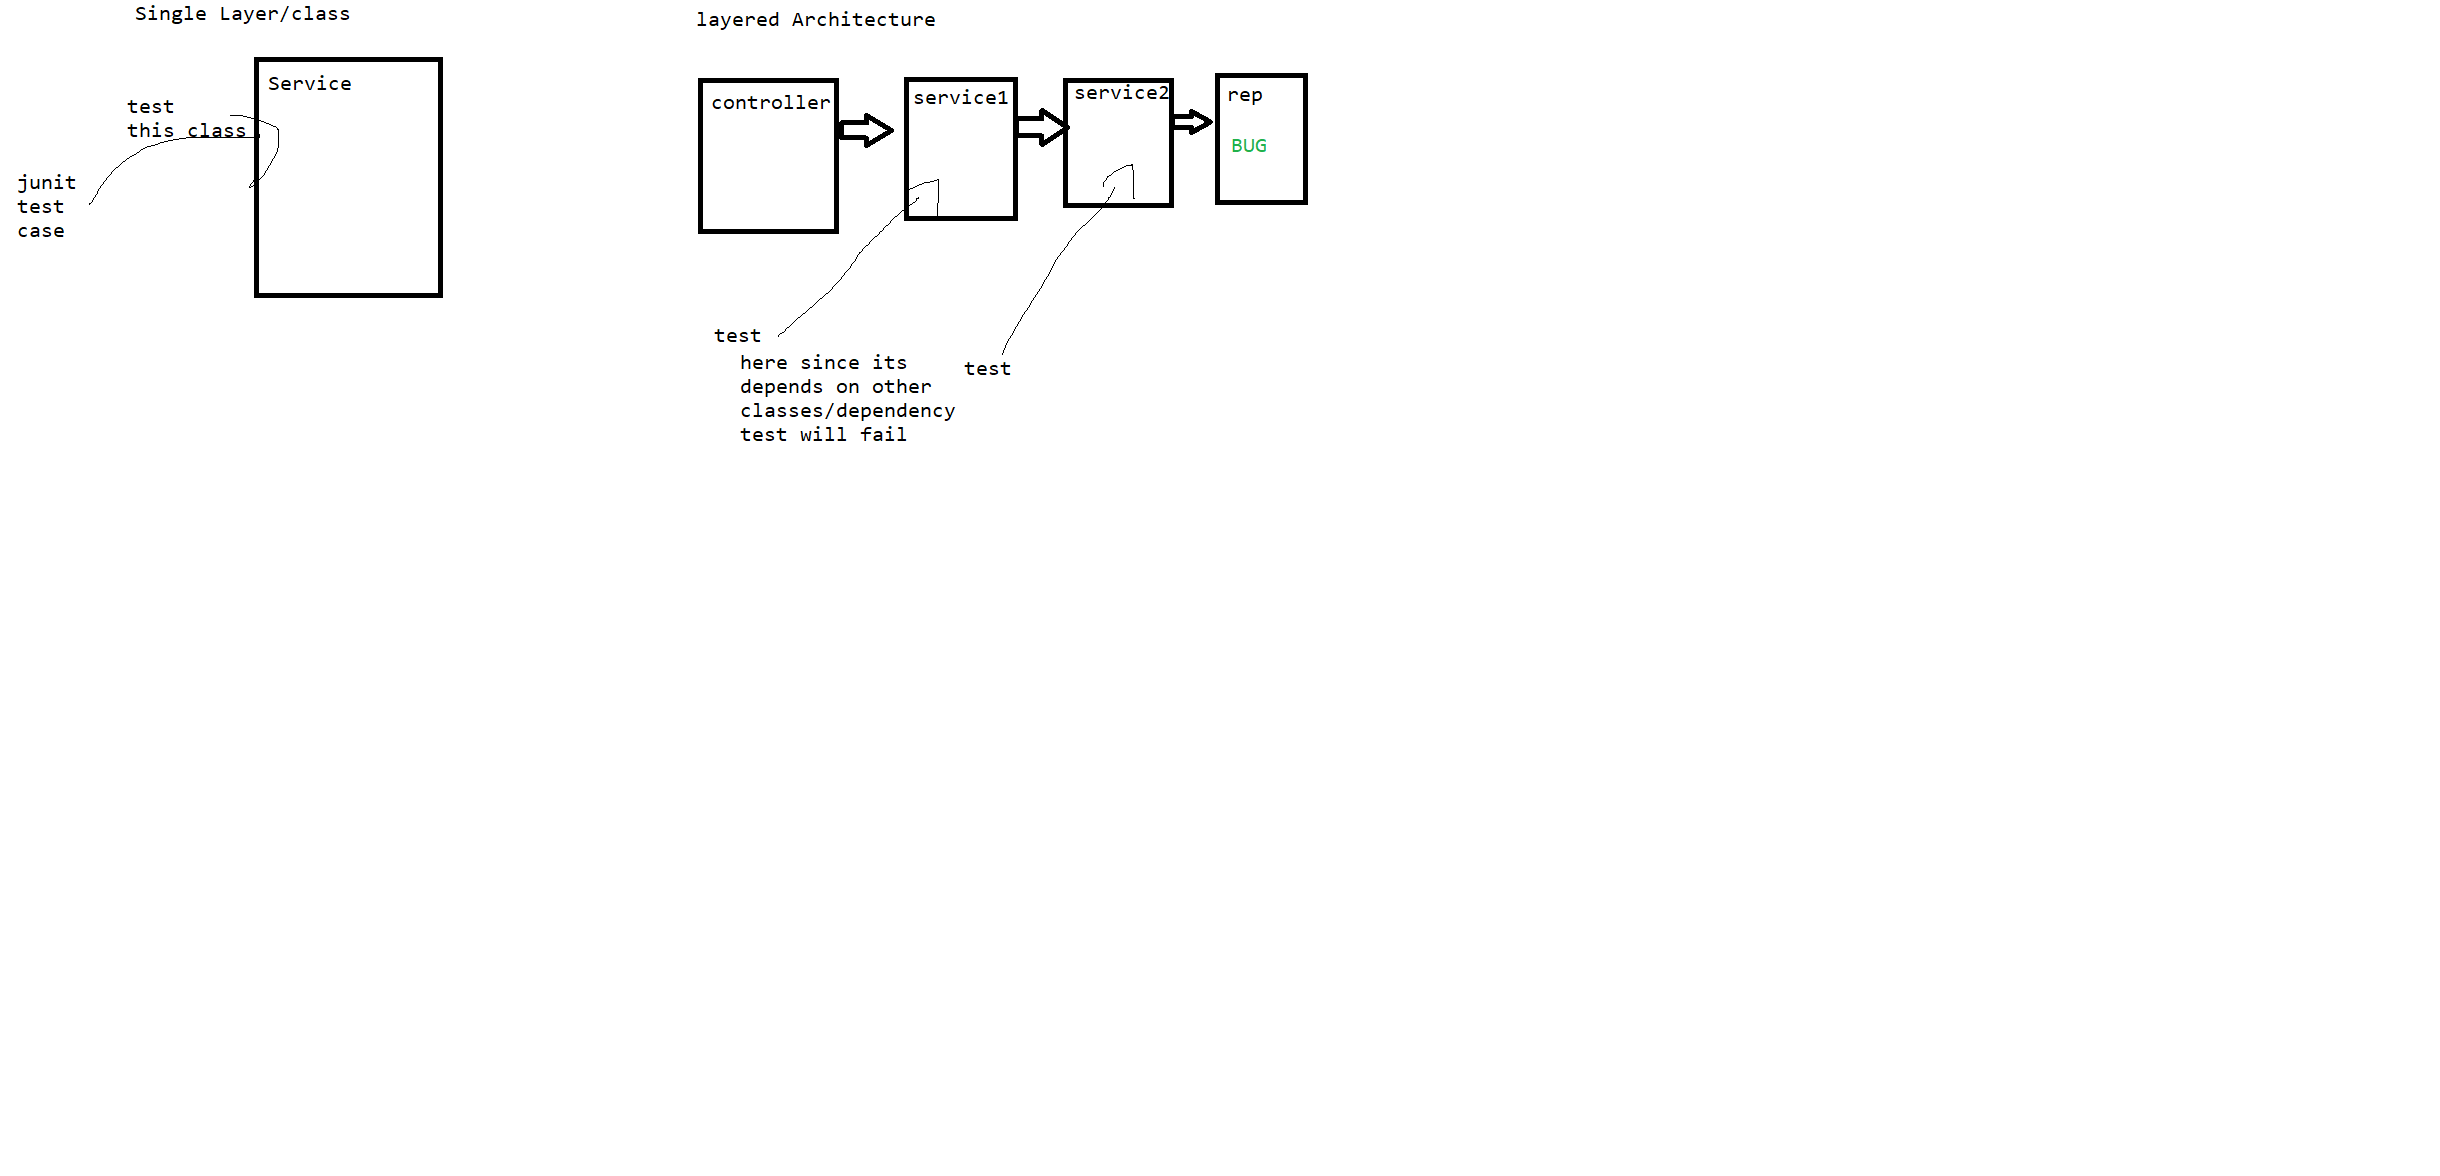 Single Layer/class
Service
test
this class
junit
test
case
layered Architecture
controller
service1
service2
rep
BUG
test
here since its
depends on other
classes/dependency
test will fail
test